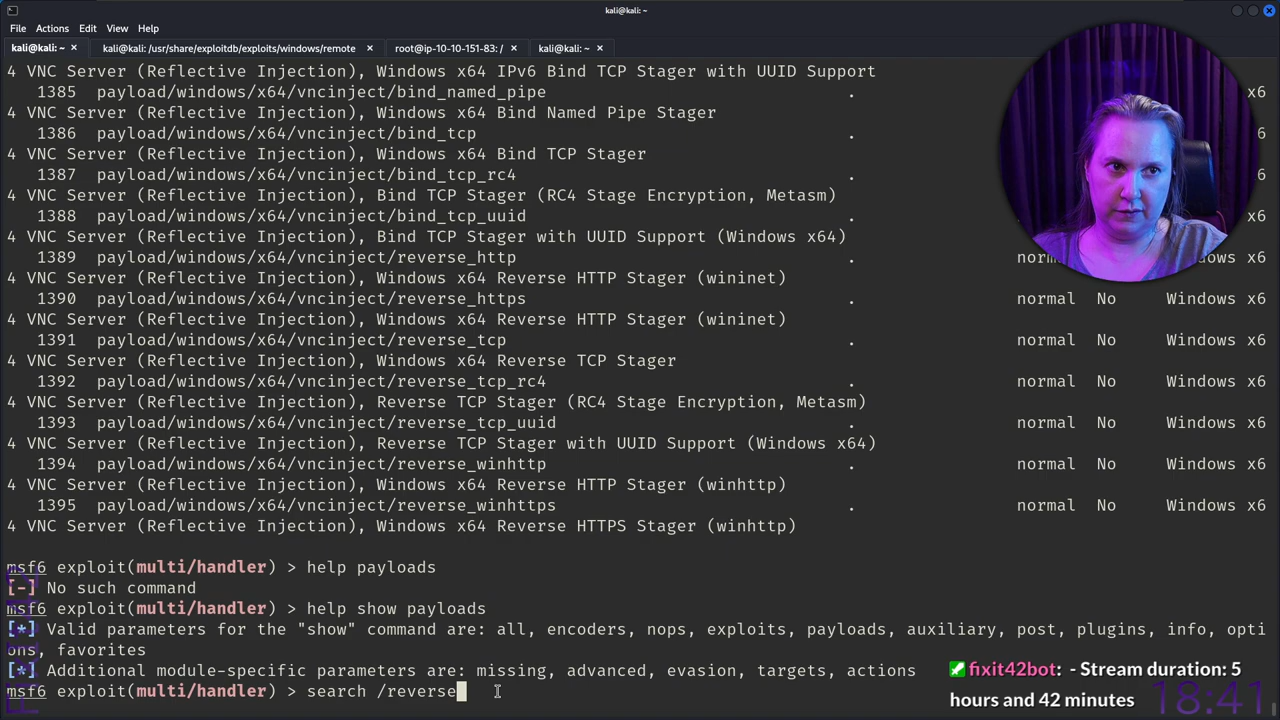 kali@kali: ~
File Actions Edit View Help
kali@kali: ~ × kali@kali: /usr/share/exploitdb/exploits/windows/remote × root@ip-10-10-151-83: / × kali@kali: ~ ×
4 VNC Server (Reflective Injection), Windows x64 IPv6 Bind TCP Stager with UUID Support
1385 payload/windows/x64/vncinject/bind_named_pipe . x6
4 VNC Server (Reflective Injection), Windows x64 Bind Named Pipe Stager
1386 payload/windows/x64/vncinject/bind_tcp . x6
4 VNC Server (Reflective Injection), Windows x64 Bind TCP Stager
1387 payload/windows/x64/vncinject/bind_tcp_rc4 . x6
4 VNC Server (Reflective Injection), Bind TCP Stager (RC4 Stage Encryption, Metasm)
1388 payload/windows/x64/vncinject/bind_tcp_uuid . x6
4 VNC Server (Reflective Injection), Bind TCP Stager with UUID Support (Windows x64)
1389 payload/windows/x64/vncinject/reverse_http . norm No Windows x6
4 VNC Server (Reflective Injection), Windows x64 Reverse HTTP Stager (wininet)
1390 payload/windows/x64/vncinject/reverse_https . normal No Windows x6
4 VNC Server (Reflective Injection), Windows x64 Reverse HTTP Stager (wininet)
1391 payload/windows/x64/vncinject/reverse_tcp . normal No Windows x6
4 VNC Server (Reflective Injection), Windows x64 Reverse TCP Stager
1392 payload/windows/x64/vncinject/reverse_tcp_rc4 . normal No Windows x6
4 VNC Server (Reflective Injection), Reverse TCP Stager (RC4 Stage Encryption, Metasm)
1393 payload/windows/x64/vncinject/reverse_tcp_uuid . normal No Windows x6
4 VNC Server (Reflective Injection), Reverse TCP Stager with UUID Support (Windows x64)
1394 payload/windows/x64/vncinject/reverse_winhttp . normal No Windows x6
4 VNC Server (Reflective Injection), Windows x64 Reverse HTTP Stager (winhttp)
1395 payload/windows/x64/vncinject/reverse_winhttps . normal No Windows x6
4 VNC Server (Reflective Injection), Windows x64 Reverse HTTPS Stager (winhttp)
msf6 exploit(multi/handler) > help payloads
[-] No such command
msf6 exploit(multi/handler) > help show payloads
[*] Valid parameters for the "show" command are: all, encoders, nops, exploits, payloads, auxiliary, post, plugins, info, opti
ons, favorites
[*] Additional module-specific parameters are: missing, advanced, evasion, targets, actions
msf6 exploit(multi/handler) > search /reverse
fixit42bot: - Stream duration: 5
hours and 42 minutes
18:41